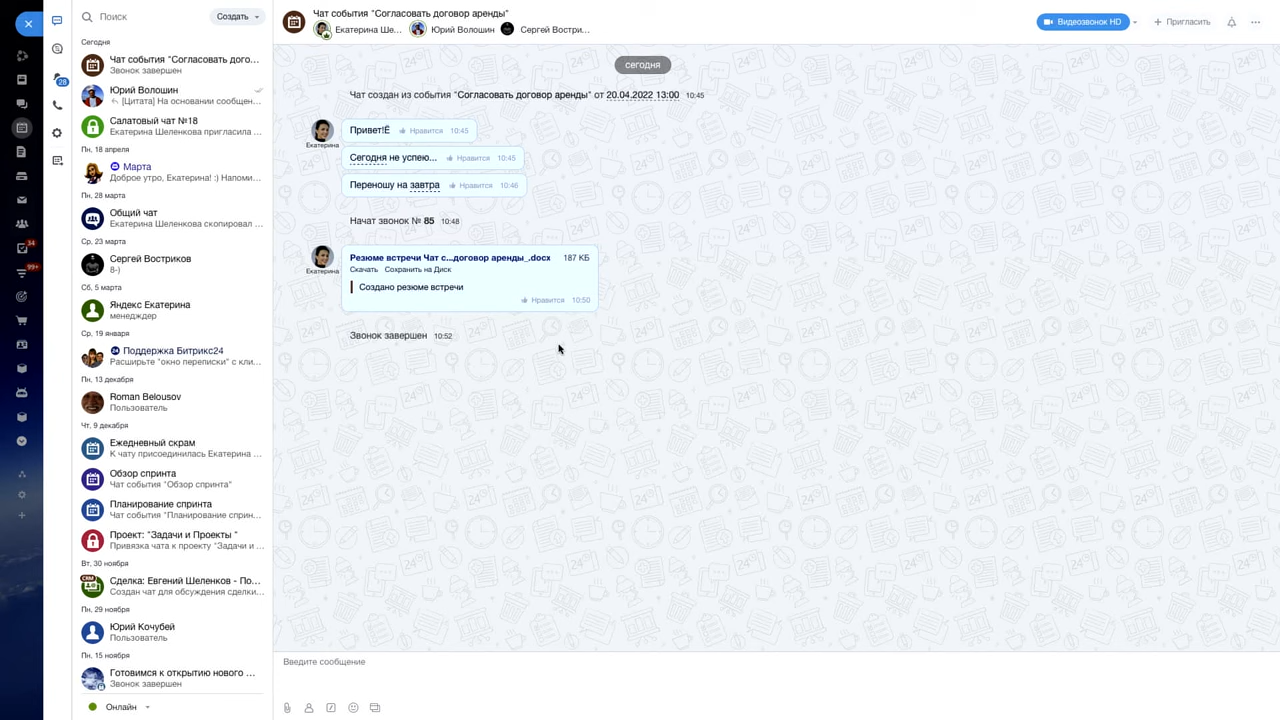 28
34
99+
Поиск
Создать
Сегодня
Чат события "Согласовать дого...
Звонок завершен
Юрий Волошин
[Цитата] На основании сообщен...
Салатовый чат №18
Екатерина Шеленкова пригласила ...
Пн, 18 апреля
Марта
Доброе утро, Екатерина! :) Напоми...
Пн, 28 марта
Общий чат
Екатерина Шеленкова скопировал ...
Ср, 23 марта
Сергей Востриков
8-)
Сб, 5 марта
Яндекс Екатерина
менедждер
Ср, 19 января
24 Поддержка Битрикс24
Расширьте "окно переписки" с кли...
Пн, 13 декабря
Roman Belousov
Пользователь
Чт, 9 декабря
Ежедневный скрам
К чату присоединилась Екатерина ...
Обзор спринта
Чат события "Обзор спринта"
Планирование спринта
Чат события "Планирование сприн...
Проект: "Задачи и Проекты "
Привязка чата к проекту "Задачи и ...
Вт, 30 ноября
CRM
Сделка: Евгений Шеленков - По...
Создан чат для обсуждения сделки...
Пн, 29 ноября
Юрий Кочубей
Пользователь
Пн, 15 ноября
Готовимся к открытию нового ...
Звонок завершен
Онлайн
Чат события "Согласовать договор аренды"
Екатерина Ше... Юрий Волошин Сергей Востри...
Видеозвонок HD
Пригласить
сегодня
Чат создан из события "Согласовать договор аренды" от 20.04.2022 13:00 10:45
Привет!Ё Нравится 10:45
Екатерина
Сегодня не успею... Нравится 10:45
Переношу на завтра Нравится 10:46
Начат звонок № 85 10:48
Резюме встречи Чат с...договор аренды_.docx 187 КБ
Екатерина
Скачать Сохранить на Диск
Создано резюме встречи
Нравится 10:50
Звонок завершен 10:52
Введите сообщение